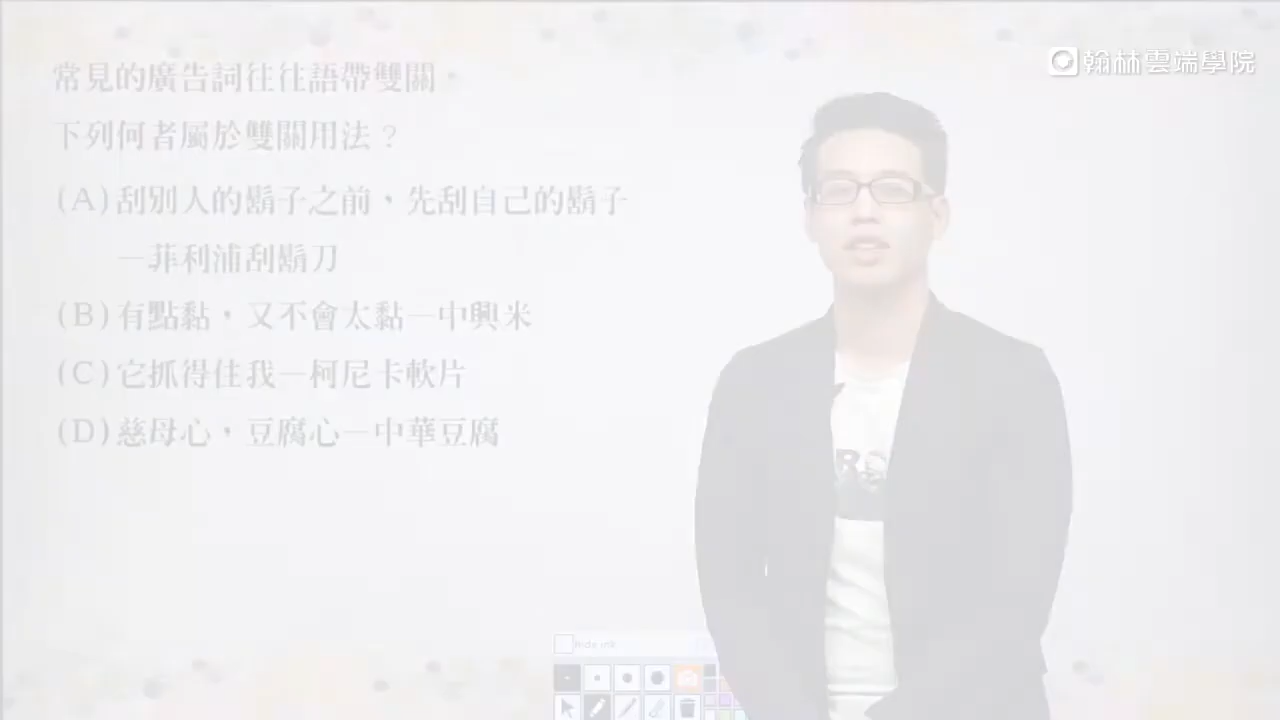 翰林雲端學院
常見的廣告詞往往語帶雙關，
下列何者屬於雙關用法？
(A)刮別人的鬍子之前，先刮自己的鬍子
—菲利浦刮鬍刀
(B)有點黏，又不會太黏—中興米
(C)它抓得住我—柯尼卡軟片
(D)慈母心，豆腐心—中華豆腐
Hide Ink